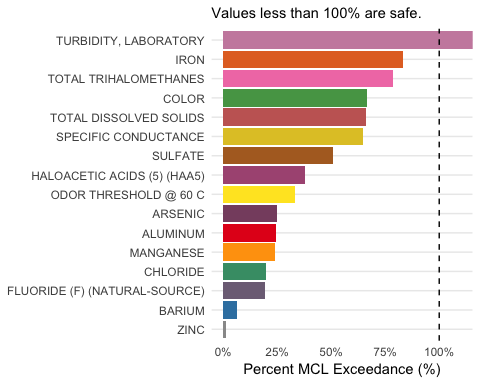 Values less than 100% are safe.
TURBIDITY, LABORATORY
IRON
TOTAL TRIHALOMETHANES
COLOR
TOTAL DISSOLVED SOLIDS
SPECIFIC CONDUCTANCE
SULFATE
HALOACETIC ACIDS (5) (HAA5)
ODOR THRESHOLD @ 60 C
ARSENIC
ALUMINUM
MANGANESE
CHLORIDE
FLUORIDE (F) (NATURAL-SOURCE)
BARIUM
ZINC
0% 25% 50% 75% 100%
Percent MCL Exceedance (%)